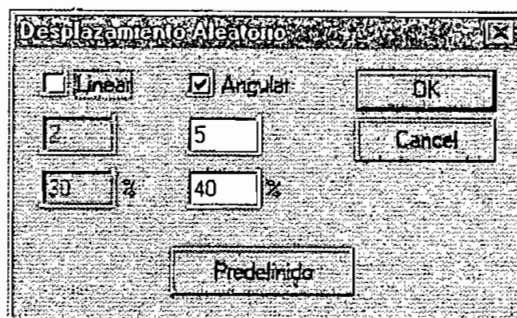 Desplazamiento Aleatorio
Linear Angular OK
2 5 Cancel
30 % 40 %
Predefinido